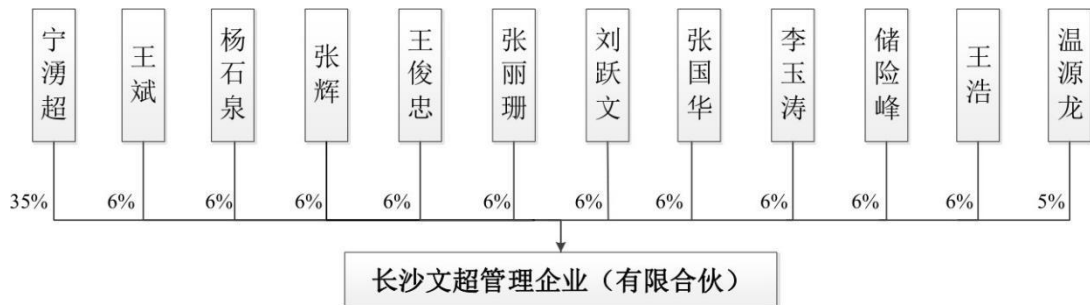 宁湧超
王斌
杨石泉
张辉
王俊忠
张丽珊
刘跃文
张国华
李玉涛
储险峰
王浩
温源龙
35%
6%
6%
6%
6%
6%
6%
6%
6%
6%
6%
5%
长沙文超管理企业（有限合伙）